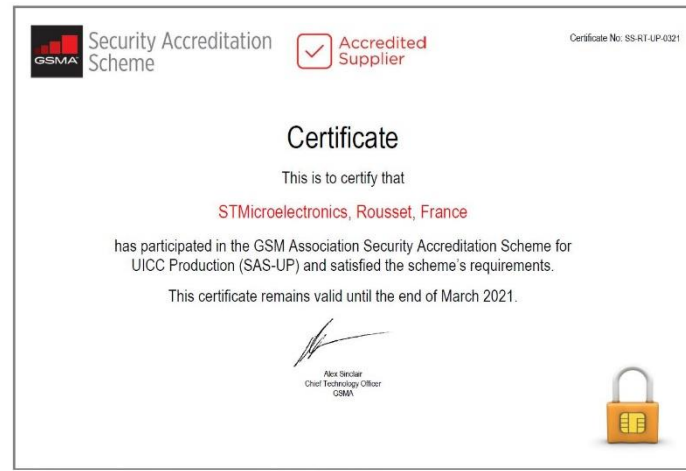 GSMA
Security Accreditation
Scheme
Accredited
Supplier
Certificate No: SS-RT-UP-0321
Certificate
This is to certify that
STMicroelectronics, Rousset, France
has participated in the GSM Association Security Accreditation Scheme for
UICC Production (SAS-UP) and satisfied the scheme's requirements.
This certificate remains valid until the end of March 2021.
Alex Sinclair
Chief Technology Officer
GSMA